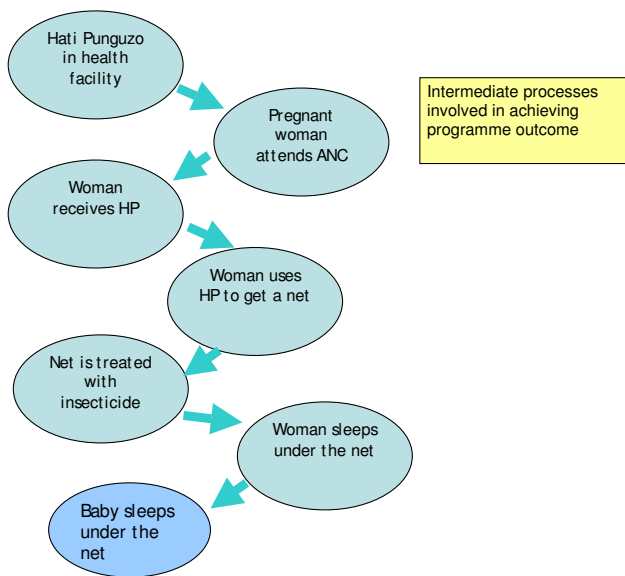 Hati Punguzo
in health
facility
Pregnant
woman
attends ANC
Intermediate processes
involved in achieving
programme outcome
Woman
receives HP
Woman uses
HP to get a net
Net is treated
with
insecticide
Woman sleeps
under the net
Baby sleeps
under the
net